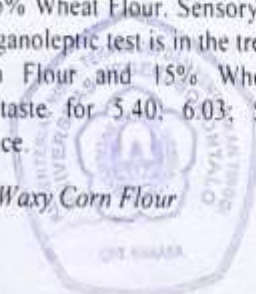 % Wheat Flour. Sensory
ganoleptic test is in the tre
Flour and 15% Whe
taste for 5.40; 6.03;
ce.
Waxy Corn Flour